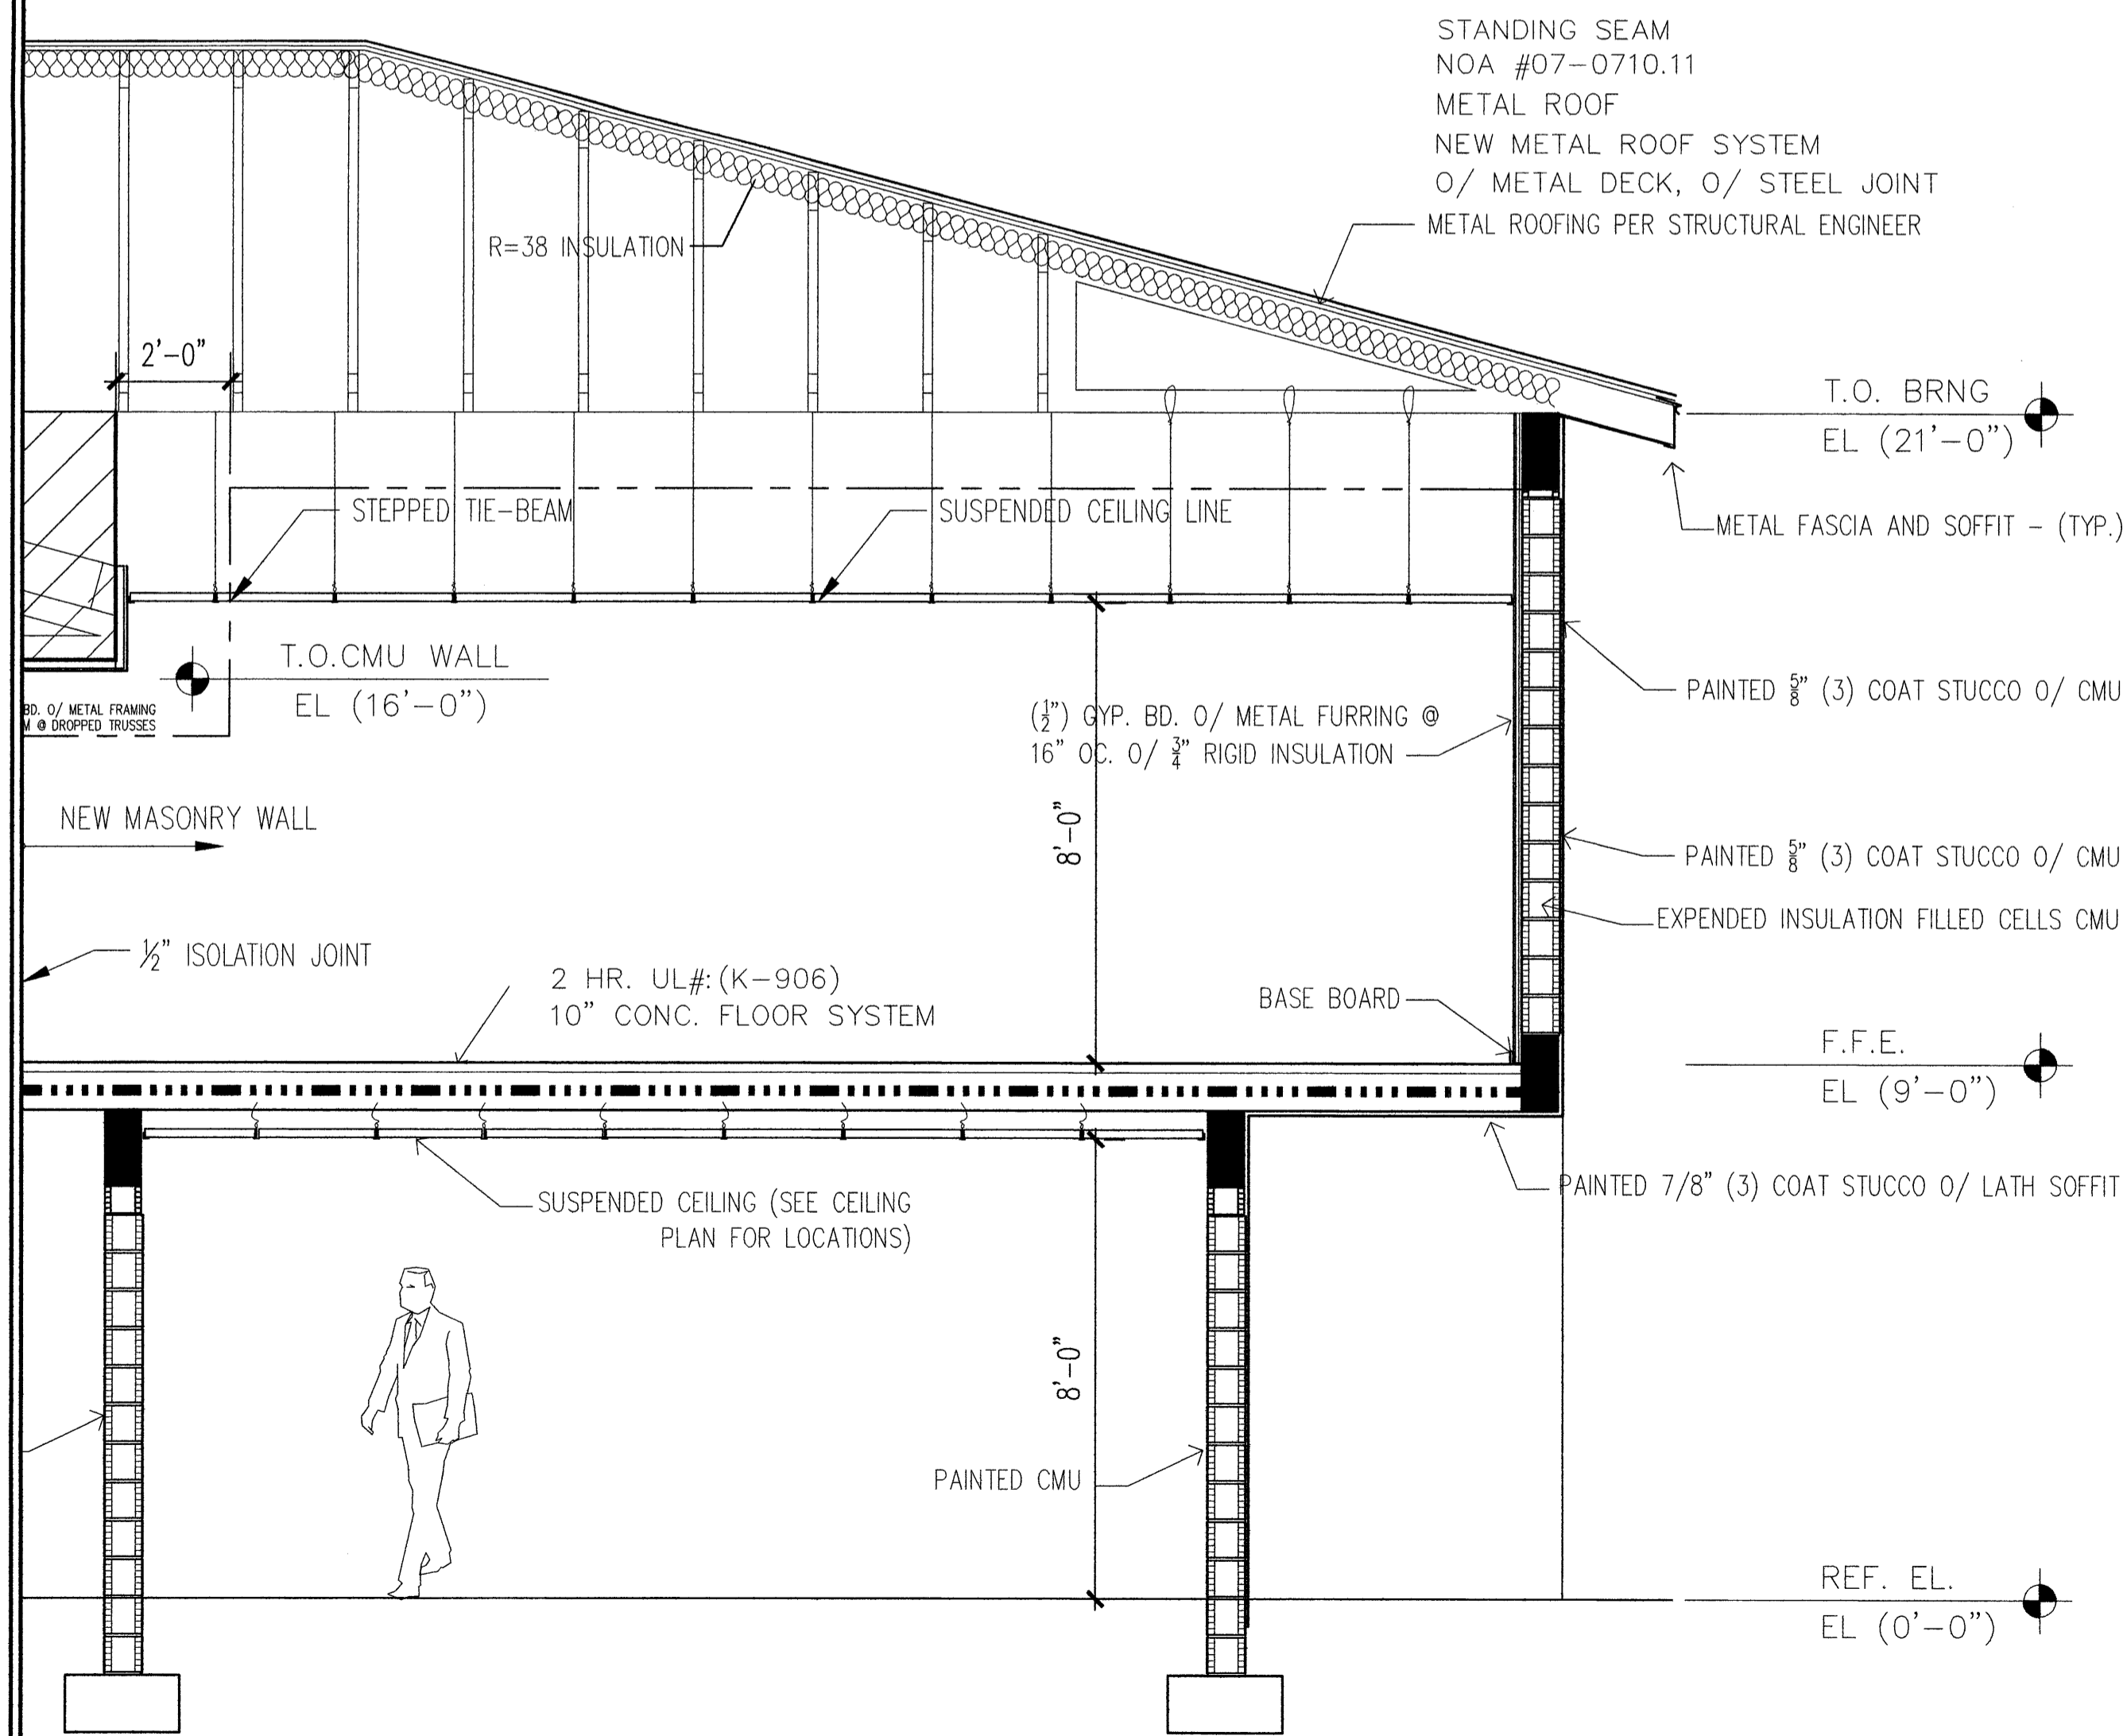 STANDING SEAM
NOA #07-0710.11
METAL ROOF
NEW METAL ROOF SYSTEM
O/ METAL DECK, O/ STEEL JOINT
METAL ROOFING PER STRUCTURAL ENGINEER
R=38 INSULATION
2'-0"
T.O. BRNG
EL (21'-0")
STEPPED TIE-BEAM
SUSPENDED CEILING LINE
METAL FASCIA AND SOFFIT - (TYP.)
T.O.CMU WALL
EL (16'-0")
BD. O/ METAL FRAMING
M @ DROPPED TRUSSES
PAINTED 5/8" (3) COAT STUCCO O/ CMU
(1/2") GYP. BD. O/ METAL FURRING @
16" OC. O/ 3/4" RIGID INSULATION
NEW MASONRY WALL
8'-0"
PAINTED 5/8" (3) COAT STUCCO O/ CMU
EXPENDED INSULATION FILLED CELLS CMU
1/2" ISOLATION JOINT
2 HR. UL#: (K-906)
10" CONC. FLOOR SYSTEM
BASE BOARD
F.F.E.
EL (9'-0")
SUSPENDED CEILING (SEE CEILING
PLAN FOR LOCATIONS)
PAINTED 7/8" (3) COAT STUCCO O/ LATH SOFFIT
8'-0"
PAINTED CMU
REF. EL.
EL (0'-0")